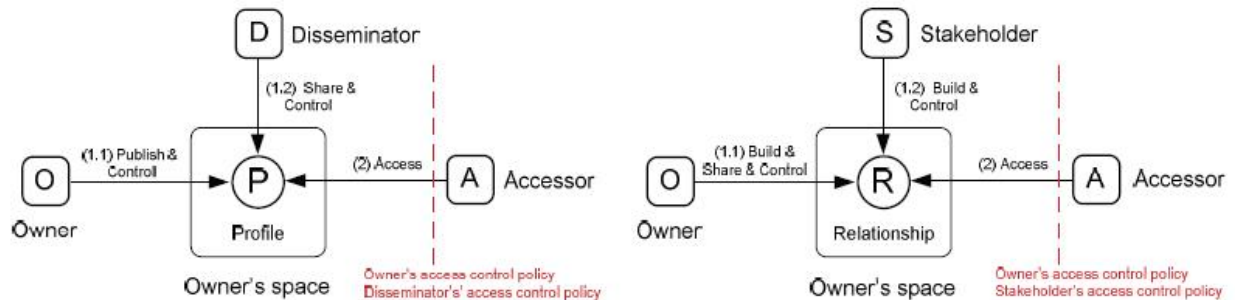 D Disseminator
(1.2) Share &
Control
(1.1) Publish &
Control
O
P
(2) Access
A
Accessor
Owner
Profile
Owner's space
Owner's access control policy
Disseminator's' access control policy
S Stakeholder
(1.2) Build &
Control
(1.1) Build &
Share & Control
O
R
(2) Access
A
Accessor
Owner
Relationship
Owner's space
Owner's access control policy
Stakeholder's access control policy